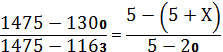 1475 − 1300 / 1475 − 1163 = 5 − (5 + X) / 5 − 20